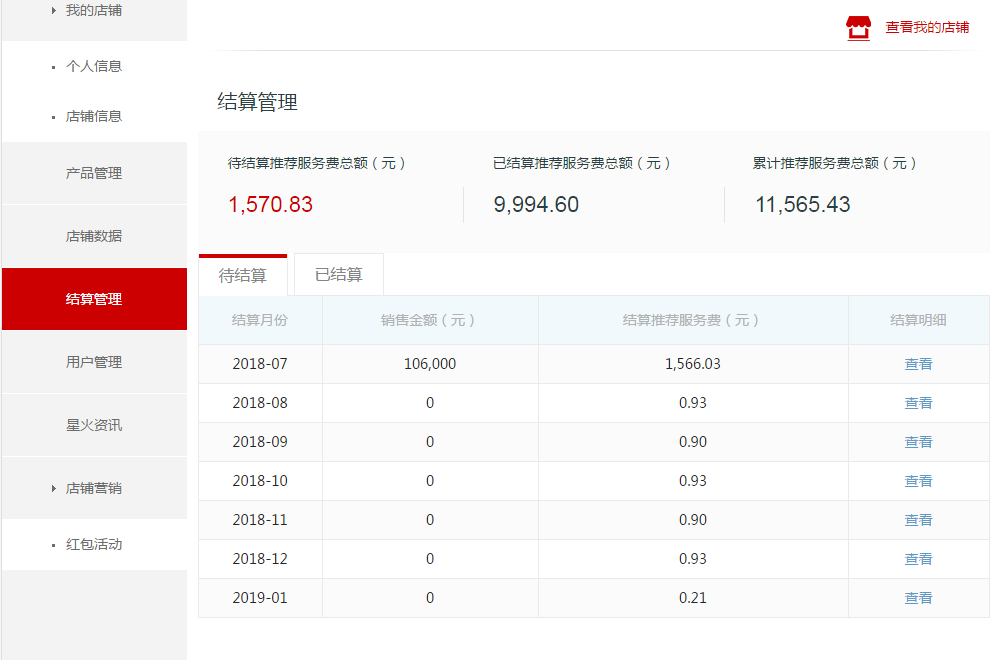 我的店铺
个人信息
店铺信息
产品管理
店铺数据
结算管理
用户管理
星火资讯
店铺营销
红包活动
查看我的店铺
结算管理
待结算推荐服务费总额（元） 已结算推荐服务费总额（元） 累计推荐服务费总额（元）
1,570.83 9,994.60 11,565.43
待结算 已结算
结算月份 销售金额（元） 结算推荐服务费（元） 结算明细
2018-07 106,000 1,566.03 查看
2018-08 0 0.93 查看
2018-09 0 0.90 查看
2018-10 0 0.93 查看
2018-11 0 0.90 查看
2018-12 0 0.93 查看
2019-01 0 0.21 查看